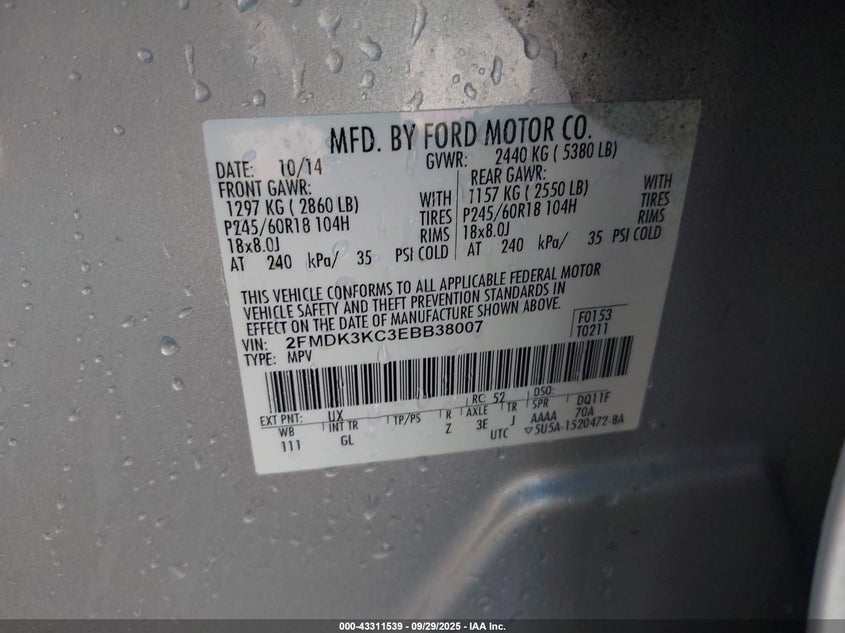 MFD. BY FORD MOTOR CO.
DATE: 10/14 GVWR: 2440 KG ( 5380 LB)
FRONT GAWR: REAR GAWR:
1297 KG ( 2860 LB) WITH 1157 KG ( 2550 LB) WITH
P245/60R18 104H TIRES P245/60R18 104H TIRES
18x8.0J RIMS 18x8.0J RIMS
AT 240 kPa/ 35 PSI COLD AT 240 kPa/ 35 PSI COLD
THIS VEHICLE CONFORMS TO ALL APPLICABLE FEDERAL MOTOR
VEHICLE SAFETY AND THEFT PREVENTION STANDARDS IN
EFFECT ON THE DATE OF MANUFACTURE SHOWN ABOVE.
VIN: 2FMDK3KC3EBB38007 F0153
TYPE: MPV T0211
EXT PNT: UX RC: 52 DSO:
WB INT TR TP/PS R AXLE TR SPR DQ11F
111 GL Z 3E J AAAA 70A
UTC ▽5U5A-1520472-BA
000-43311539 - 09/29/2025 - IAA Inc.